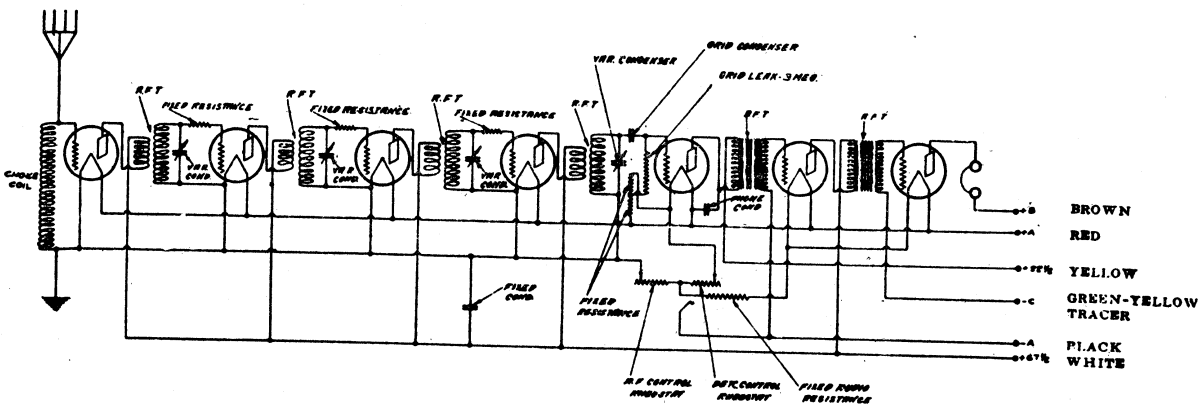 GRID CONDENSER
VAR. CONDENSER
GRID LEAK-3 MEG.
R.F.T
FIXED RESISTANCE
R.F.T
FIXED RESISTANCE
R.F.T
FIXED RESISTANCE
R.F.T
R.F.T
R.F.T
CHOKE
COIL
VAR.
COND.
VAR
COND.
VAR
COND.
PHONE
COND
+B BROWN
+A RED
YELLOW
-C GREEN-YELLOW
TRACER
-A BLACK
+67½ WHITE
FIXED
COND.
FIXED
RESISTANCE
R.F CONTROL
RHEOSTAT
DET. CONTROL
RHEOSTAT
FIXED AUDIO
RESISTANCE